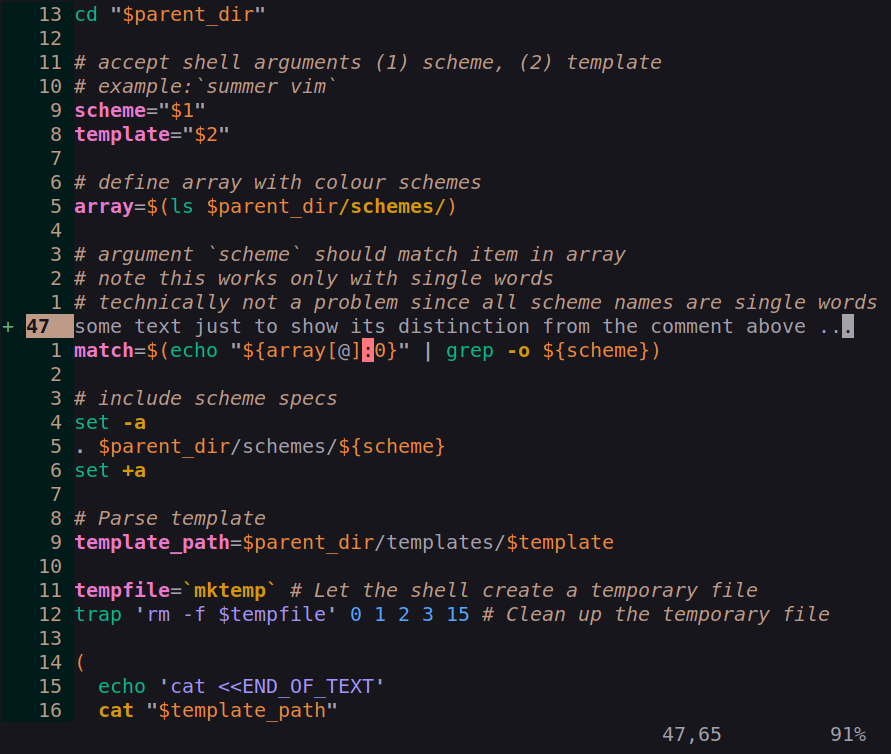 13 cd "$parent_dir"
12
11 # accept shell arguments (1) scheme, (2) template
10 # example:`summer vim`
9 scheme="$1"
8 template="$2"
7
6 # define array with colour schemes
5 array=$(ls $parent_dir/schemes/)
4
3 # argument `scheme` should match item in array
2 # note this works only with single words
1 # technically not a problem since all scheme names are single words
+ 47 some text just to show its distinction from the comment above ...
1 match=$(echo "${array[@]:0}" | grep -o ${scheme})
2
3 # include scheme specs
4 set -a
5 . $parent_dir/schemes/${scheme}
6 set +a
7
8 # Parse template
9 template_path=$parent_dir/templates/$template
10
11 tempfile=`mktemp` # Let the shell create a temporary file
12 trap 'rm -f $tempfile' 0 1 2 3 15 # Clean up the temporary file
13
14 (
15   echo 'cat <<END_OF_TEXT'
16   cat "$template_path"
47,65 91%